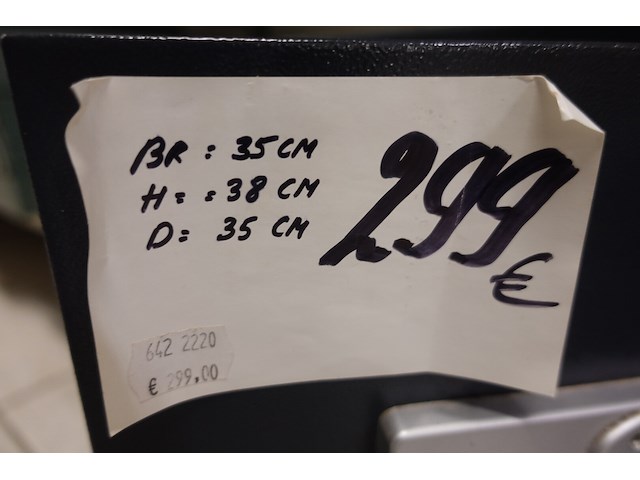 BR : 35 CM
H = = 38 CM
D = 35 CM
299
€
642 2220
€ 299,00